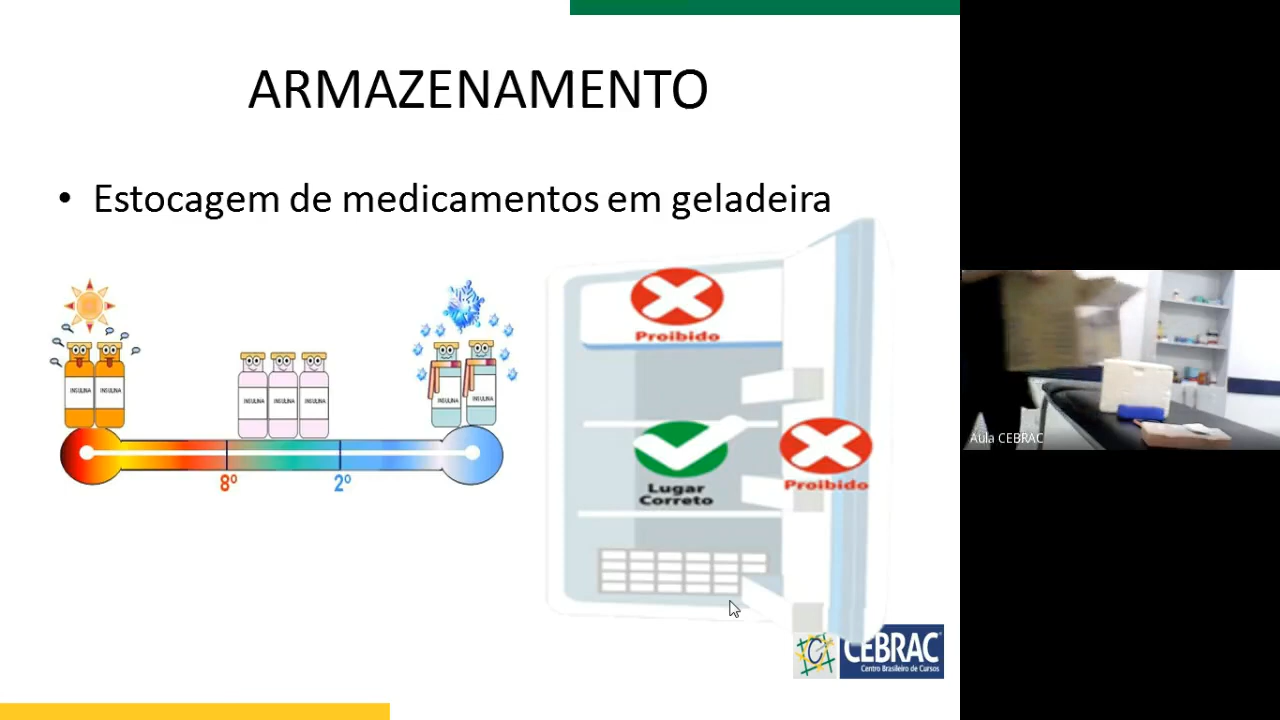 ARMAZENAMENTO
• Estocagem de medicamentos em geladeira
Proibido
INSULINA INSULINA
INSULINA INSULINA INSULINA
INSULINA INSULINA
8º 2º
Lugar
Correto
Proibido
Aula CEBRAC
CEBRAC
Centro Brasileiro de Cursos